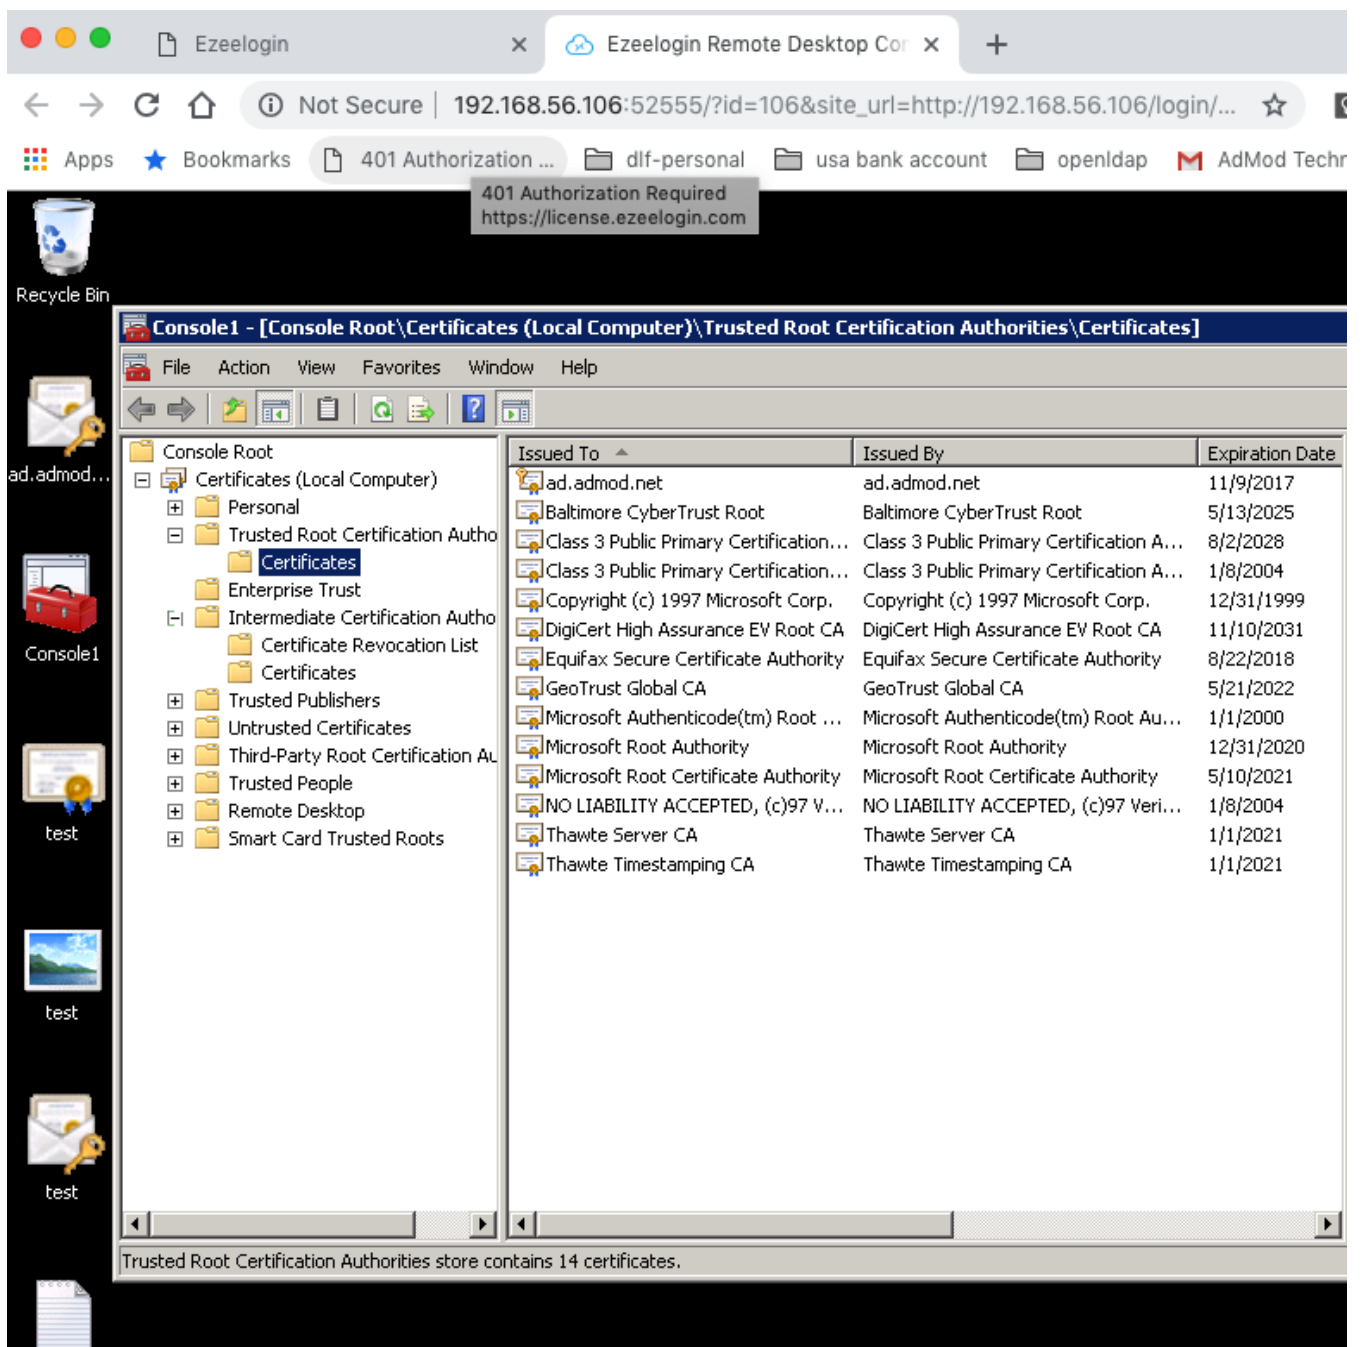 Ezeelogin
Ezeelogin Remote Desktop Cor
Not Secure | 192.168.56.106:52555/?id=106&site_url=http://192.168.56.106/login/...
Apps Bookmarks 401 Authorization ... dlf-personal usa bank account openldap AdMod Techn
401 Authorization Required
https://license.ezeelogin.com
Recycle Bin
Console1 - [Console Root\Certificates (Local Computer)\Trusted Root Certification Authorities\Certificates]
File Action View Favorites Window Help
ad.admod...
Console1
test
test
test
Console Root
Certificates (Local Computer)
Personal
Trusted Root Certification Autho
Certificates
Enterprise Trust
Intermediate Certification Autho
Certificate Revocation List
Certificates
Trusted Publishers
Untrusted Certificates
Third-Party Root Certification Au
Trusted People
Remote Desktop
Smart Card Trusted Roots
Issued To Issued By Expiration Date
ad.admod.net ad.admod.net 11/9/2017
Baltimore CyberTrust Root Baltimore CyberTrust Root 5/13/2025
Class 3 Public Primary Certification... Class 3 Public Primary Certification A... 8/2/2028
Class 3 Public Primary Certification... Class 3 Public Primary Certification A... 1/8/2004
Copyright (c) 1997 Microsoft Corp. Copyright (c) 1997 Microsoft Corp. 12/31/1999
DigiCert High Assurance EV Root CA DigiCert High Assurance EV Root CA 11/10/2031
Equifax Secure Certificate Authority Equifax Secure Certificate Authority 8/22/2018
GeoTrust Global CA GeoTrust Global CA 5/21/2022
Microsoft Authenticode(tm) Root ... Microsoft Authenticode(tm) Root Au... 1/1/2000
Microsoft Root Authority Microsoft Root Authority 12/31/2020
Microsoft Root Certificate Authority Microsoft Root Certificate Authority 5/10/2021
NO LIABILITY ACCEPTED, (c)97 V... NO LIABILITY ACCEPTED, (c)97 Veri... 1/8/2004
Thawte Server CA Thawte Server CA 1/1/2021
Thawte Timestamping CA Thawte Timestamping CA 1/1/2021
Trusted Root Certification Authorities store contains 14 certificates.